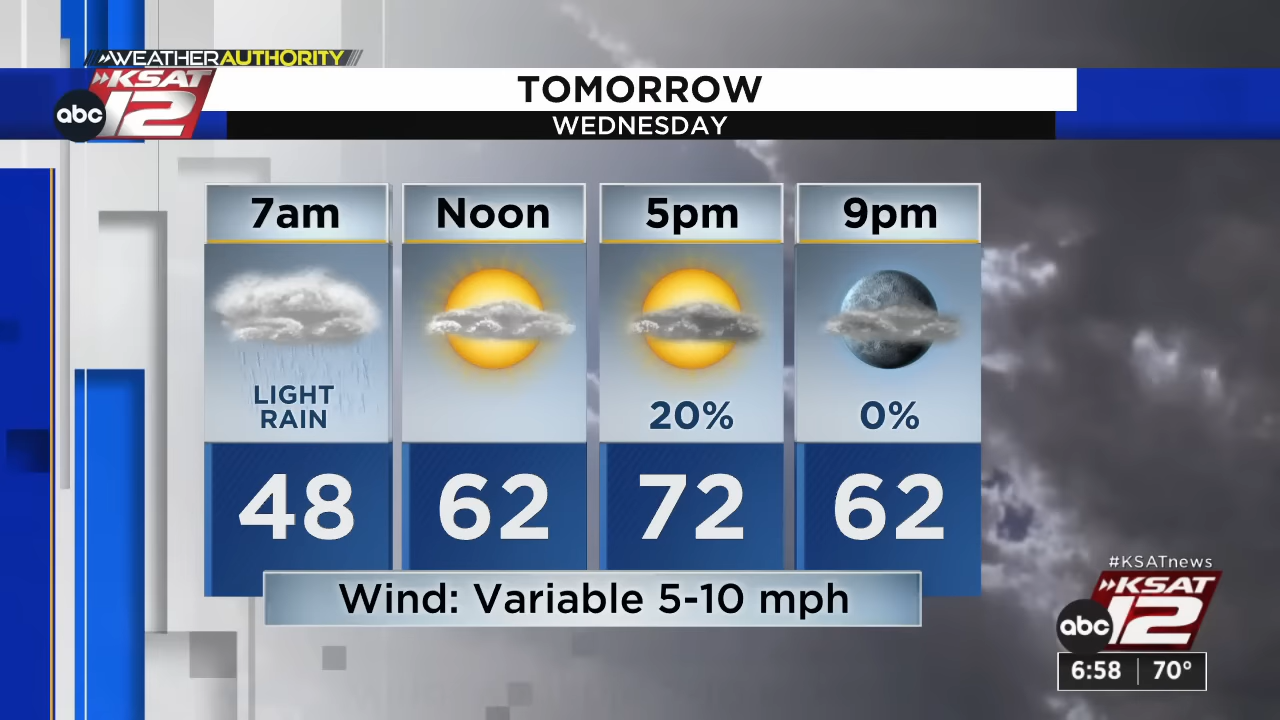 WEATHERAUTHORITY
KSAT
abc 12
TOMORROW
WEDNESDAY
7am Noon 5pm 9pm
LIGHT
RAIN
20% 0%
48 62 72 62
Wind: Variable 5-10 mph
#KSATnews
KSAT
abc 12
6:58 70°